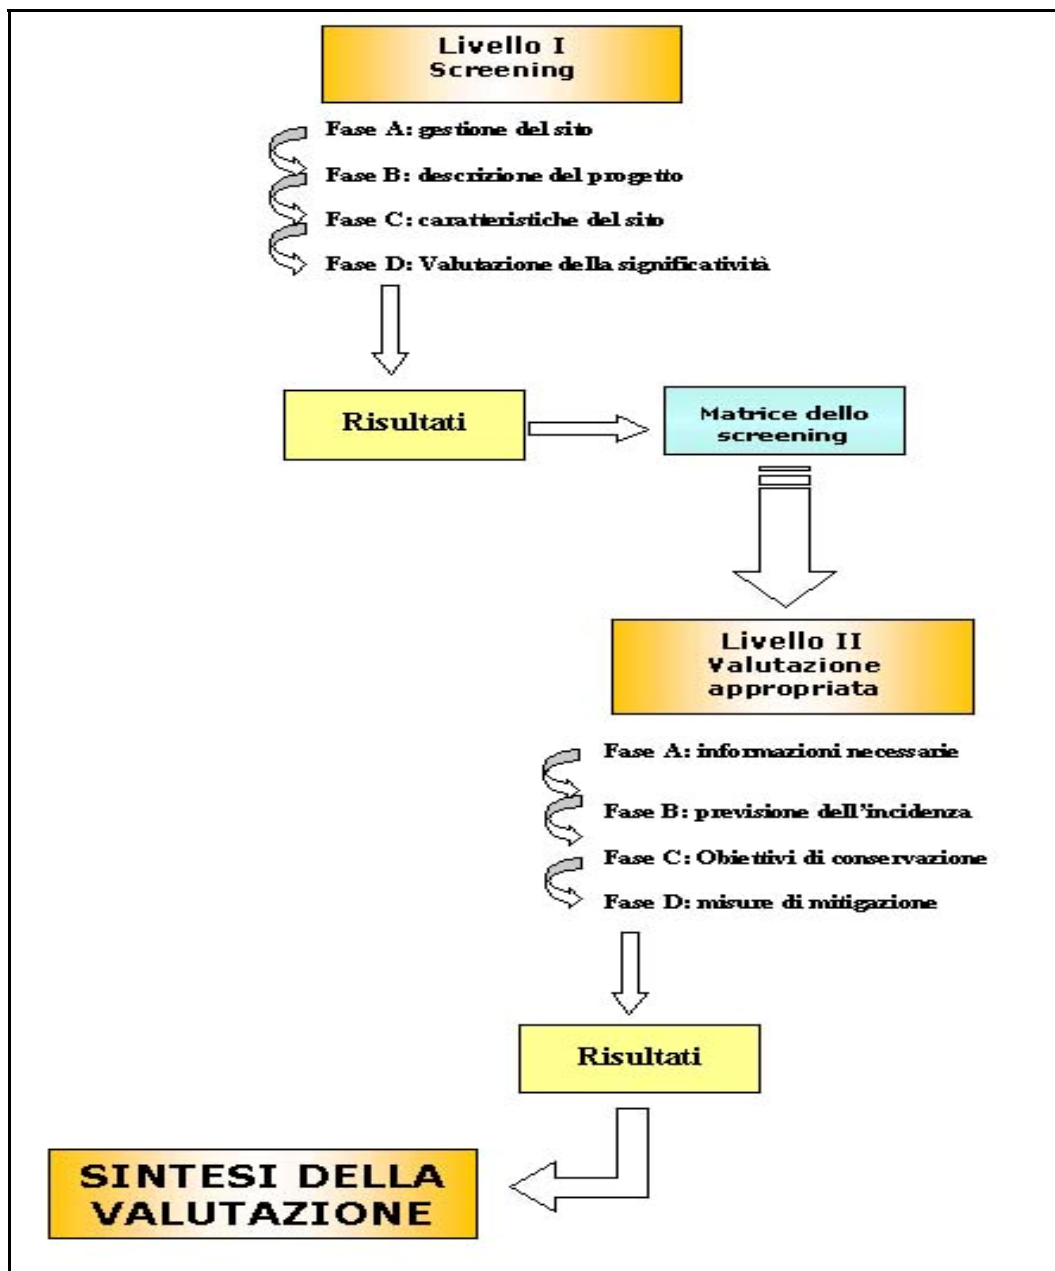 Livello I
Screening
Fase A: gestione del sito
Fase B: descrizione del progetto
Fase C: caratteristiche del sito
Fase D: Valutazione della significatività
Risultati
Matrice dello
screening
Livello II
Valutazione
appropriata
Fase A: informazioni necessarie
Fase B: previsione dell'incidenza
Fase C: Obiettivi di conservazione
Fase D: misure di mitigazione
Risultati
SINTESI DELLA
VALUTAZIONE